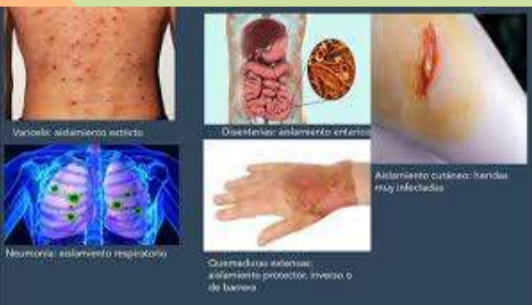 Varicela: aislamiento estricto
Disenterías: aislamiento entérico
Aislamiento cutáneo: heridas
muy infectadas
Neumonía: aislamiento respiratorio
Quemaduras extensas:
aislamiento protector, inverso o
de barrera